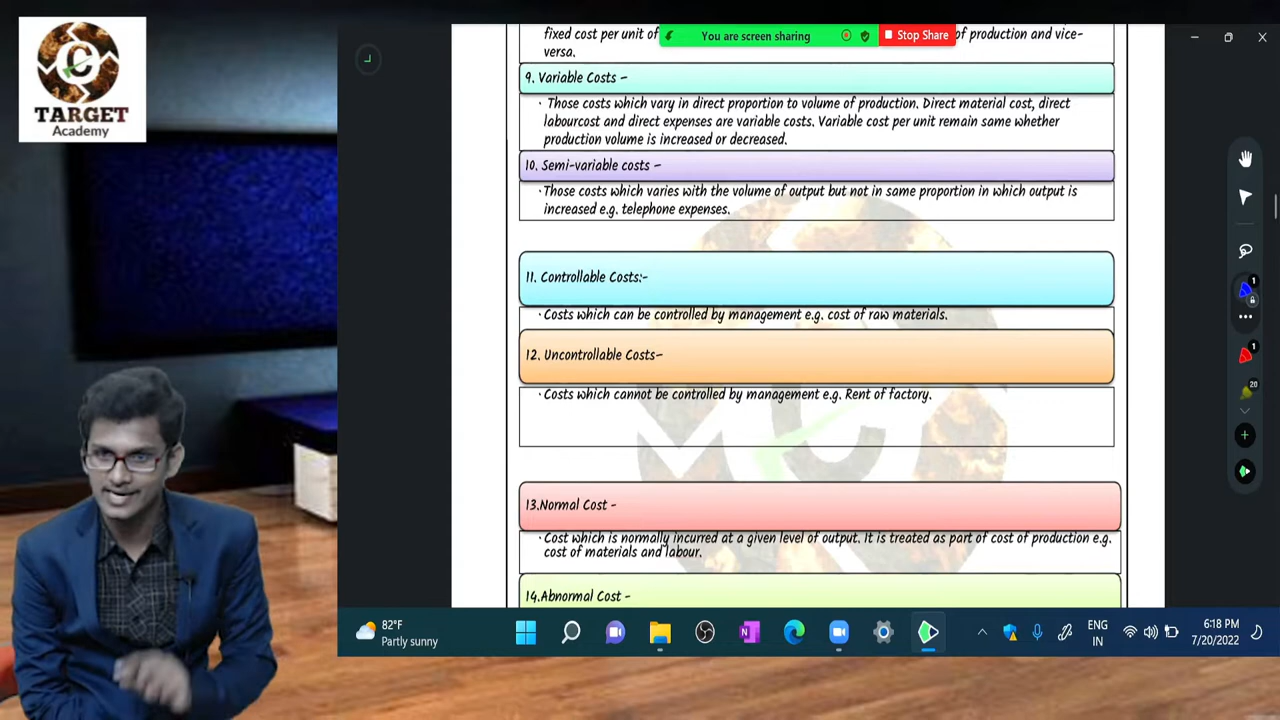 TARGET
Academy
fixed cost per unit of
You are screen sharing
Stop Share
of production and vice-
versa.
9. Variable Costs –
· Those costs which vary in direct proportion to volume of production. Direct material cost, direct
labourcost and direct expenses are variable costs. Variable cost per unit remain same whether
production volume is increased or decreased.
10. Semi-variable costs –
· Those costs which varies with the volume of output but not in same proportion in which output is
increased e.g. telephone expenses.
11. Controllable Costs:-
· Costs which can be controlled by management e.g. cost of raw materials.
12. Uncontrollable Costs–
· Costs which cannot be controlled by management e.g. Rent of factory.
13.Normal Cost -
· Cost which is normally incurred at a given level of output. It is treated as part of cost of production e.g.
cost of materials and labour.
14.Abnormal Cost -
1
1
20
82°F
Partly sunny
ENG
IN
6:18 PM
7/20/2022